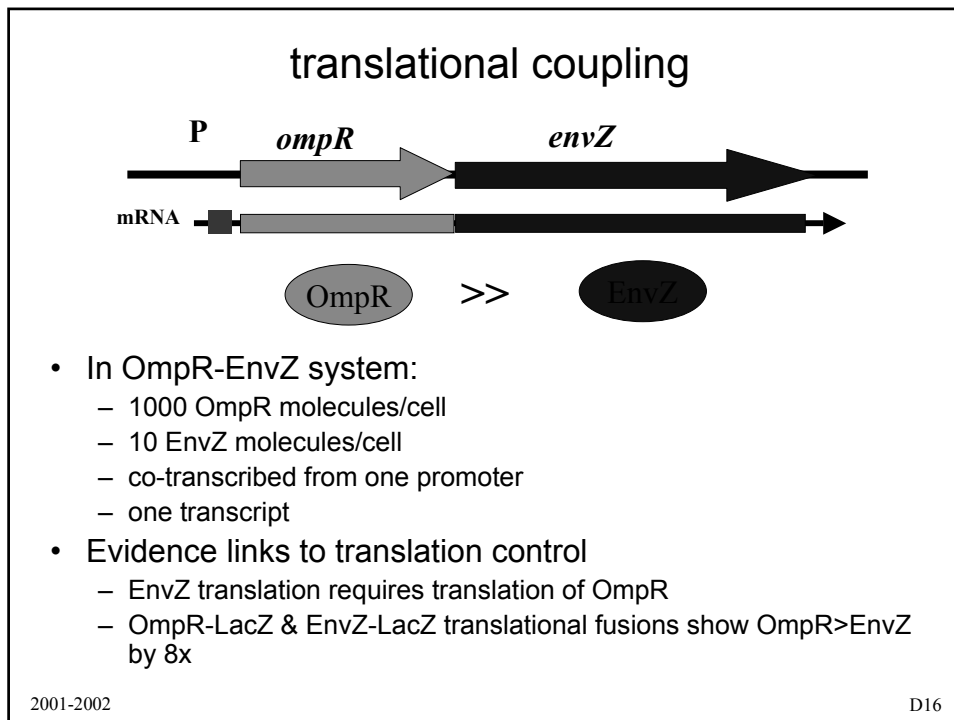 translational coupling
P
ompR
envZ
mRNA
OmpR
>>
EnvZ
• In OmpR-EnvZ system:
– 1000 OmpR molecules/cell
– 10 EnvZ molecules/cell
– co-transcribed from one promoter
– one transcript
• Evidence links to translation control
– EnvZ translation requires translation of OmpR
– OmpR-LacZ & EnvZ-LacZ translational fusions show OmpR>EnvZ
by 8x
2001-2002
D16